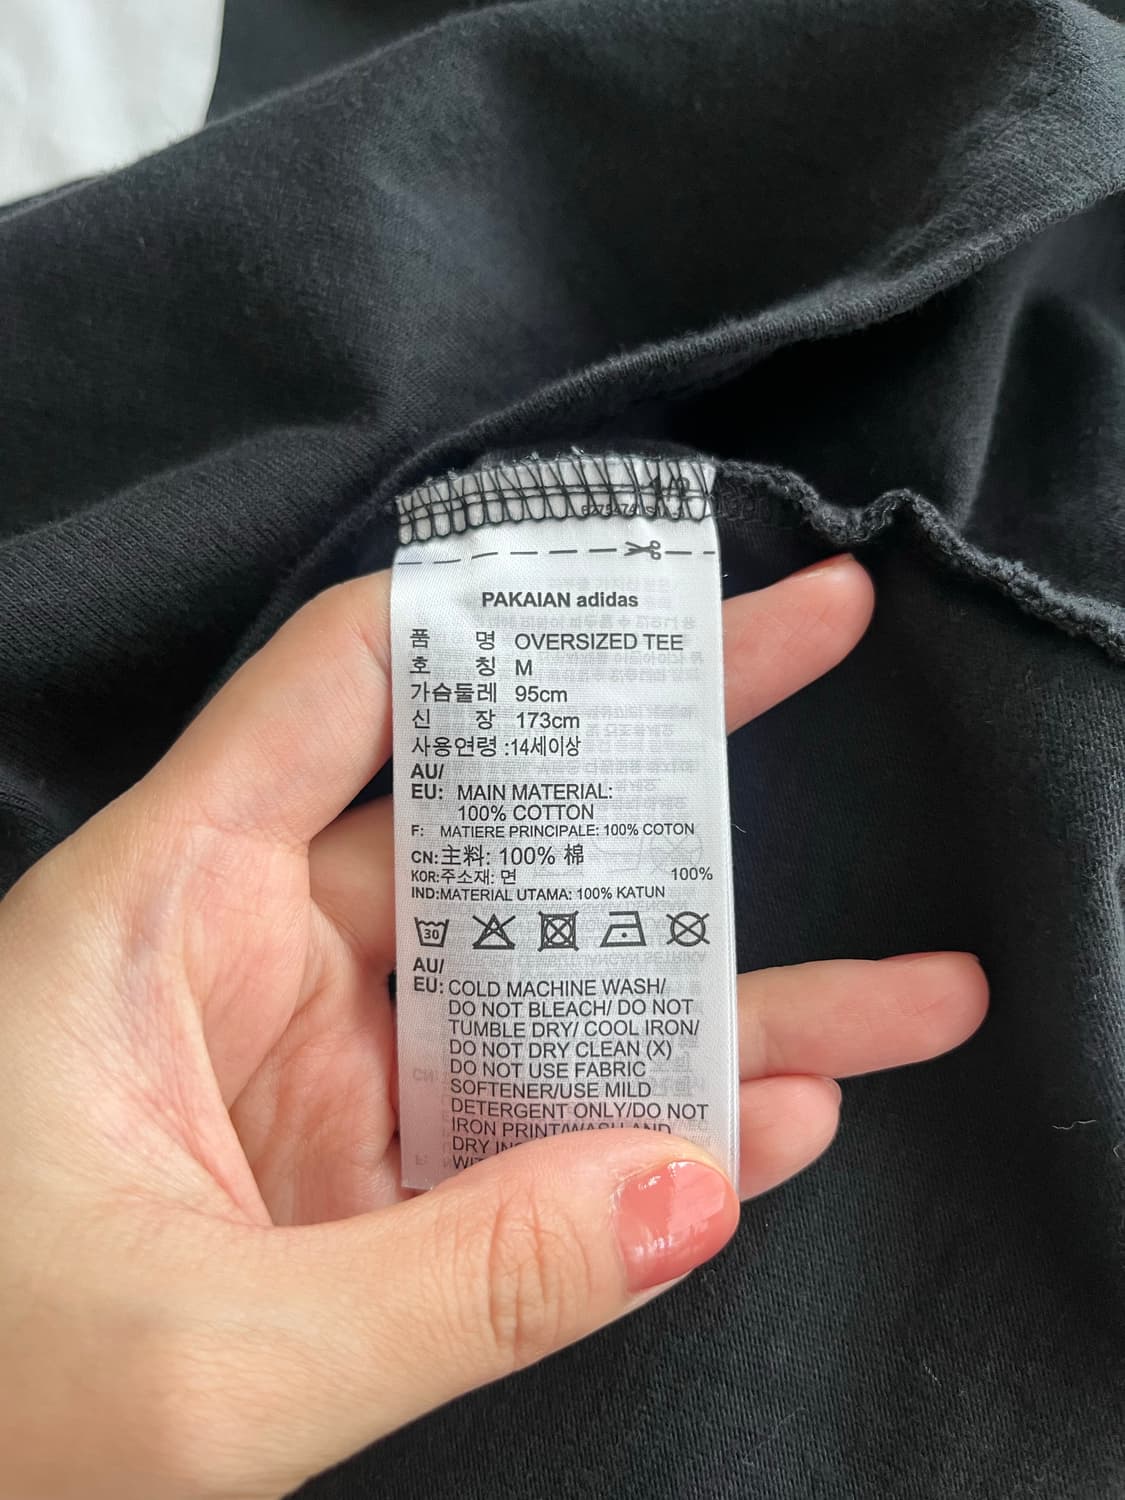 PAKAIAN adidas
품 명 OVERSIZED TEE
호 칭 M
가슴둘레 95cm
신 장 173cm
사용연령 :14세이상
AU/
EU: MAIN MATERIAL:
100% COTTON
F: MATIERE PRINCIPALE: 100% COTON
CN:主料: 100% 棉
KOR:주소재: 면 100%
IND:MATERIAL UTAMA: 100% KATUN
30
AU/
EU: COLD MACHINE WASH/
DO NOT BLEACH/ DO NOT
TUMBLE DRY/ COOL IRON/
DO NOT DRY CLEAN (X)
DO NOT USE FABRIC
SOFTENER/USE MILD
DETERGENT ONLY/DO NOT
IRON PRINT/WASH AND
DRY